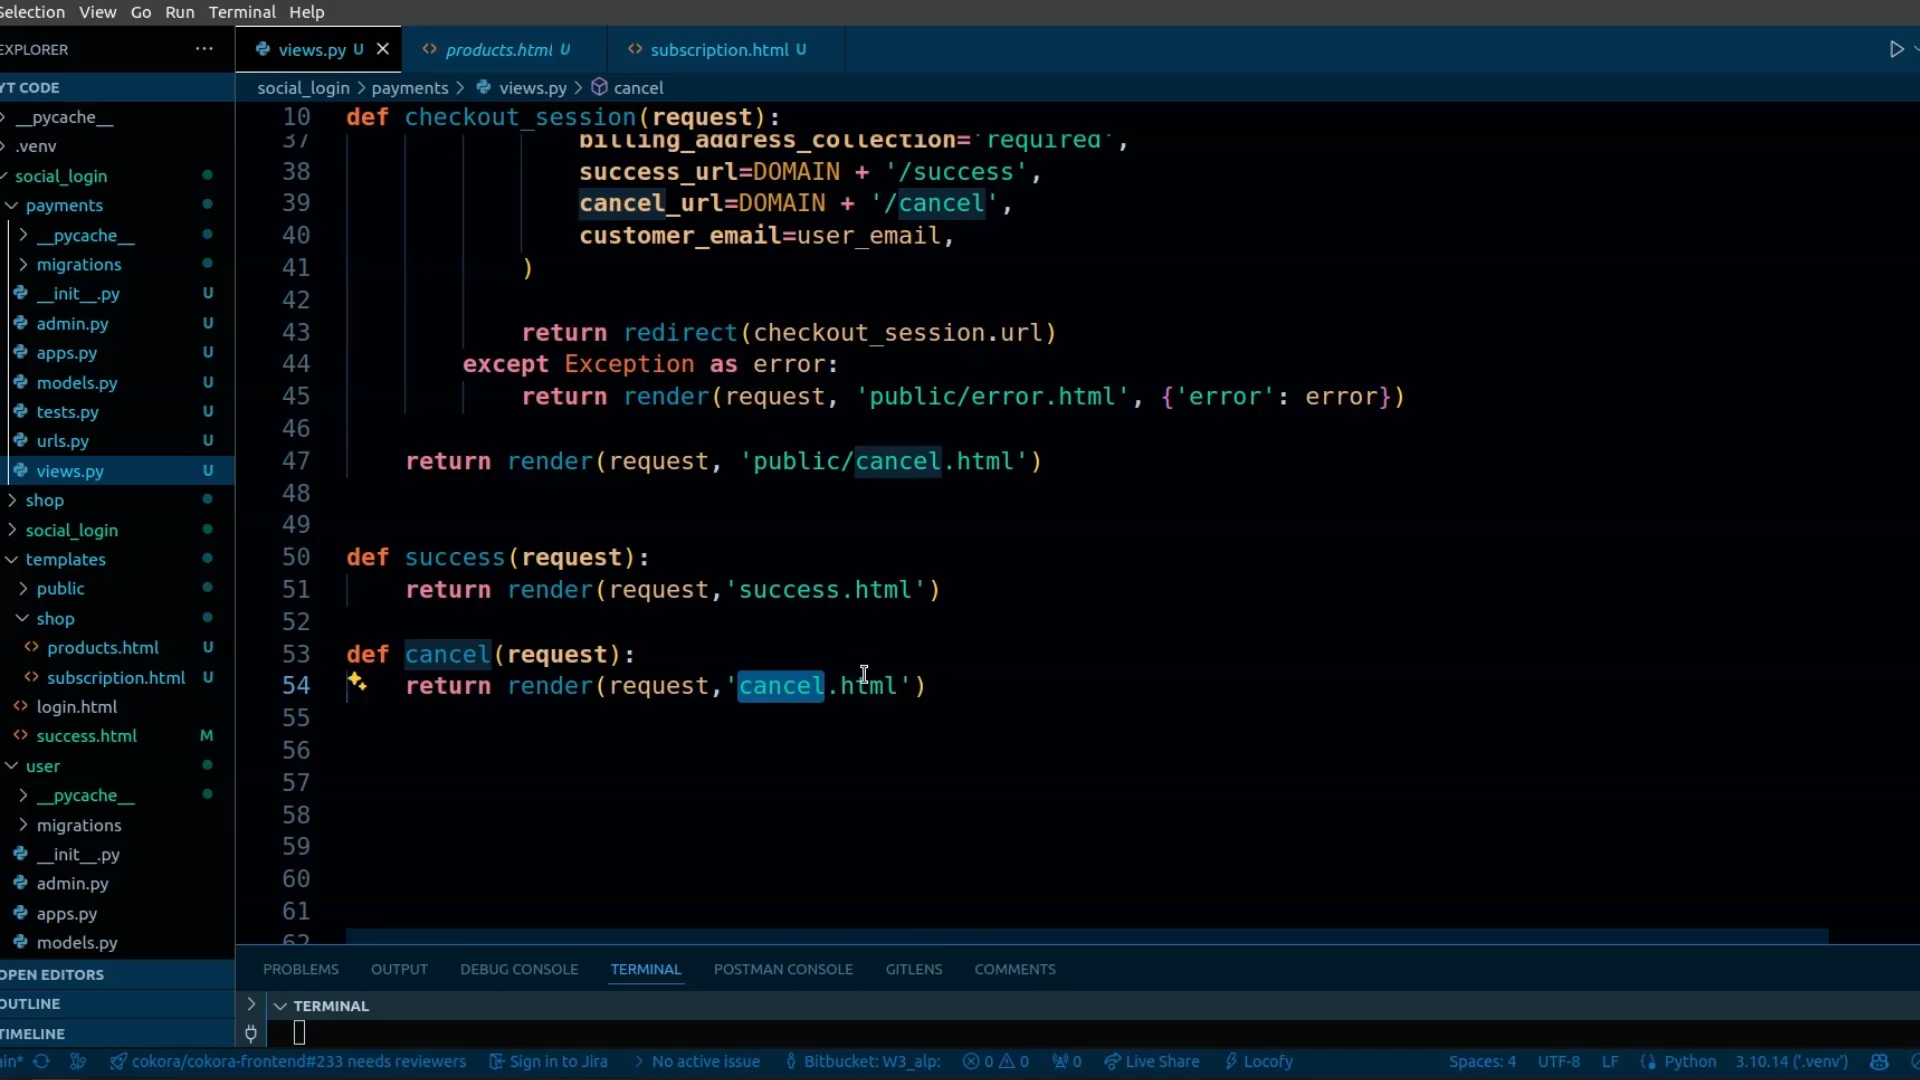 Selection View Go Run Terminal Help
EXPLORER ···
views.py U
products.html U
subscription.html U
YT CODE
social_login > payments > views.py > cancel
__pycache__
.venv
social_login
payments
__pycache__
migrations
__init__.py U
admin.py U
apps.py U
models.py U
tests.py U
urls.py U
views.py U
shop
social_login
templates
public
shop
products.html U
subscription.html U
login.html
success.html M
user
__pycache__
migrations
__init__.py
admin.py
apps.py
models.py
OPEN EDITORS
OUTLINE
TIMELINE
10 def checkout_session(request):
37 billing_address_collection='required',
38 success_url=DOMAIN + '/success',
39 cancel_url=DOMAIN + '/cancel',
40 customer_email=user_email,
41 )
42
43 return redirect(checkout_session.url)
44 except Exception as error:
45 return render(request, 'public/error.html', {'error': error})
46
47 return render(request, 'public/cancel.html')
48
49
50 def success(request):
51 return render(request,'success.html')
52
53 def cancel(request):
54 return render(request,'cancel.html')
55
56
57
58
59
60
61
62
PROBLEMS OUTPUT DEBUG CONSOLE TERMINAL POSTMAN CONSOLE GITLENS COMMENTS
TERMINAL
ain* cokora/cokora-frontend#233 needs reviewers Sign in to Jira No active issue Bitbucket: W3_alp: 0 0 0 Live Share Locofy Spaces: 4 UTF-8 LF Python 3.10.14 ('.venv')